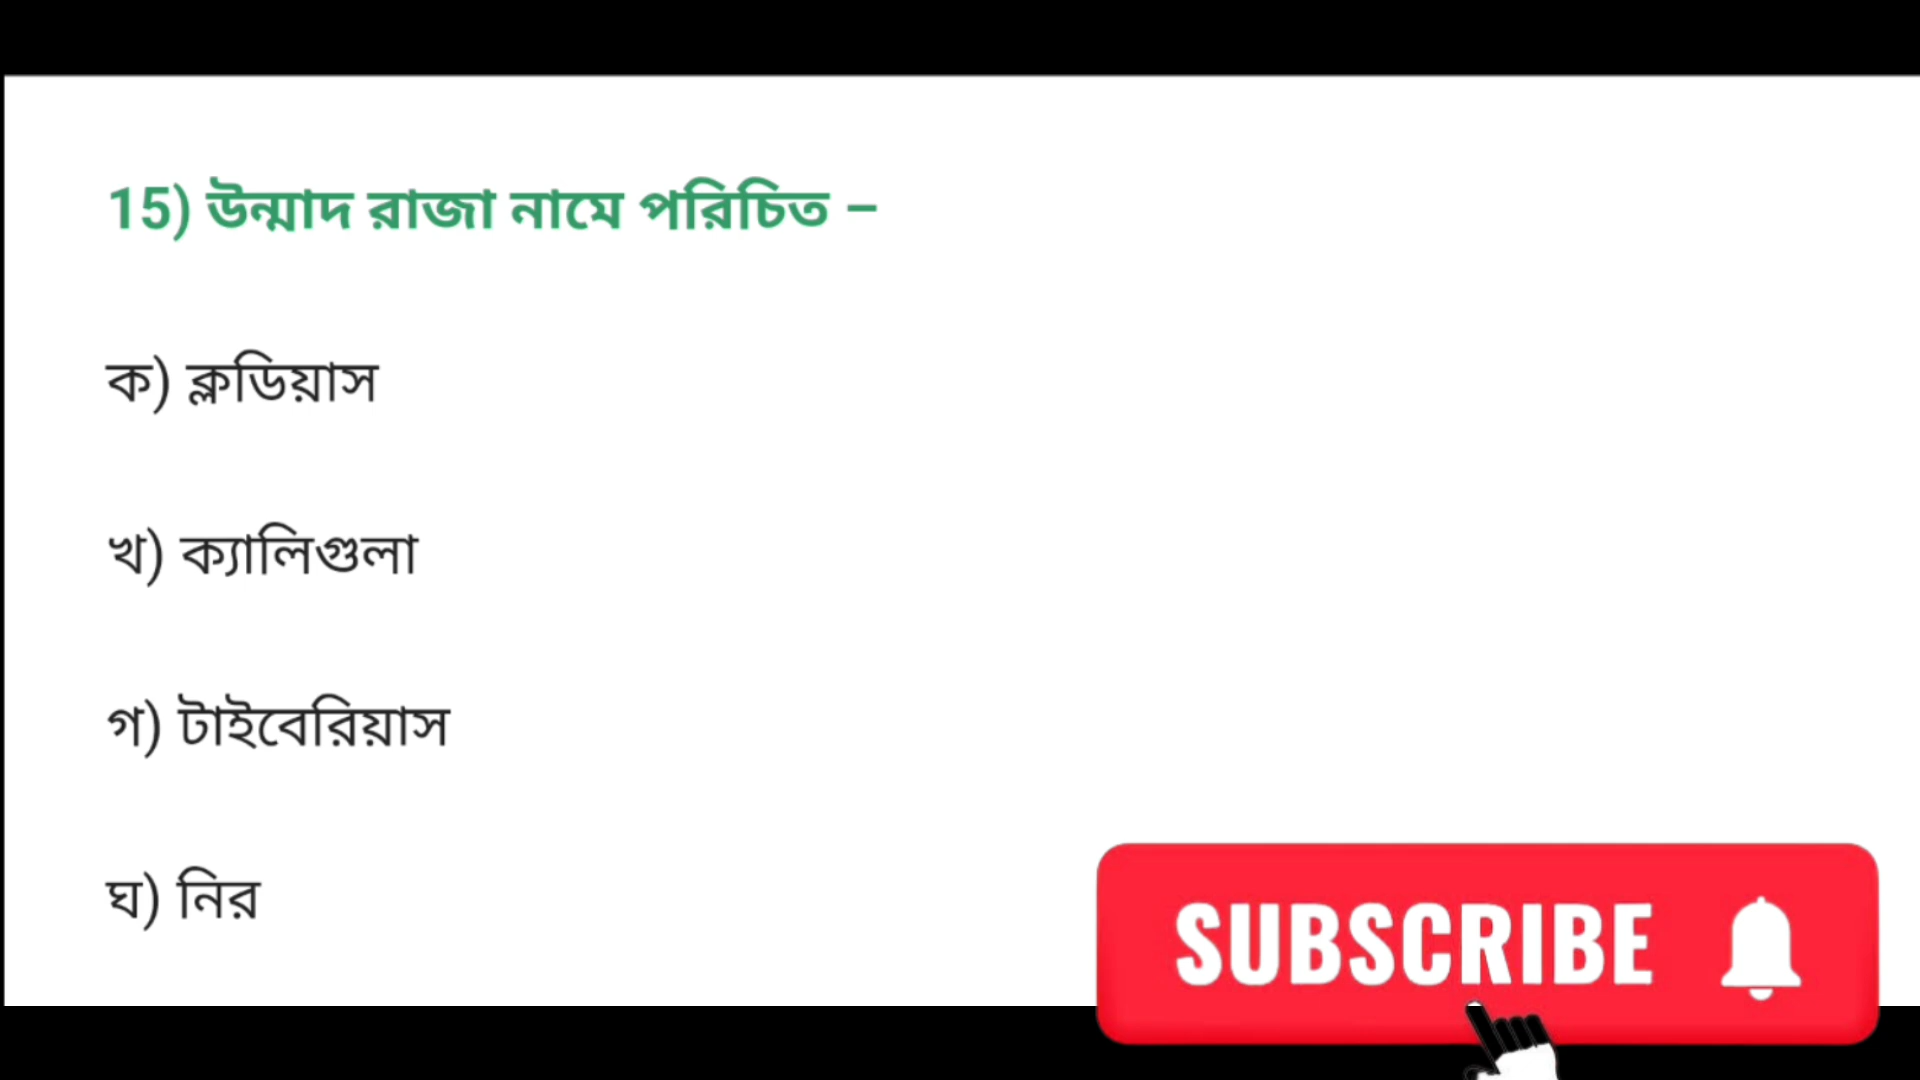 15) উন্মাদ রাজা নামে পরিচিত –
ক) ক্লডিয়াস
খ) ক্যালিগুলা
গ) টাইবেরিয়াস
ঘ) নির
SUBSCRIBE